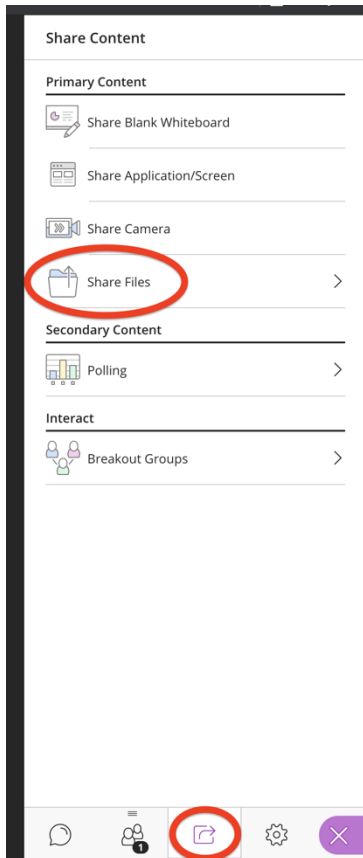 Share Content
Primary Content
Share Blank Whiteboard
Share Application/Screen
Share Camera
Share Files
Secondary Content
Polling
Interact
Breakout Groups
1